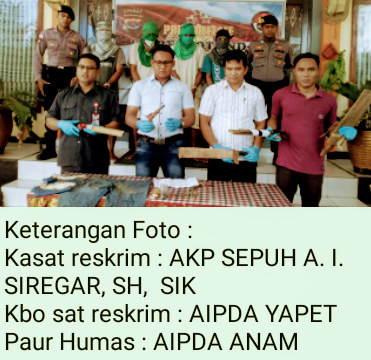 Keterangan Foto :
Kasat reskrim : AKP SEPUH A. I.
SIREGAR, SH,  SIK
Kbo sat reskrim : AIPDA YAPET
Paur Humas : AIPDA ANAM